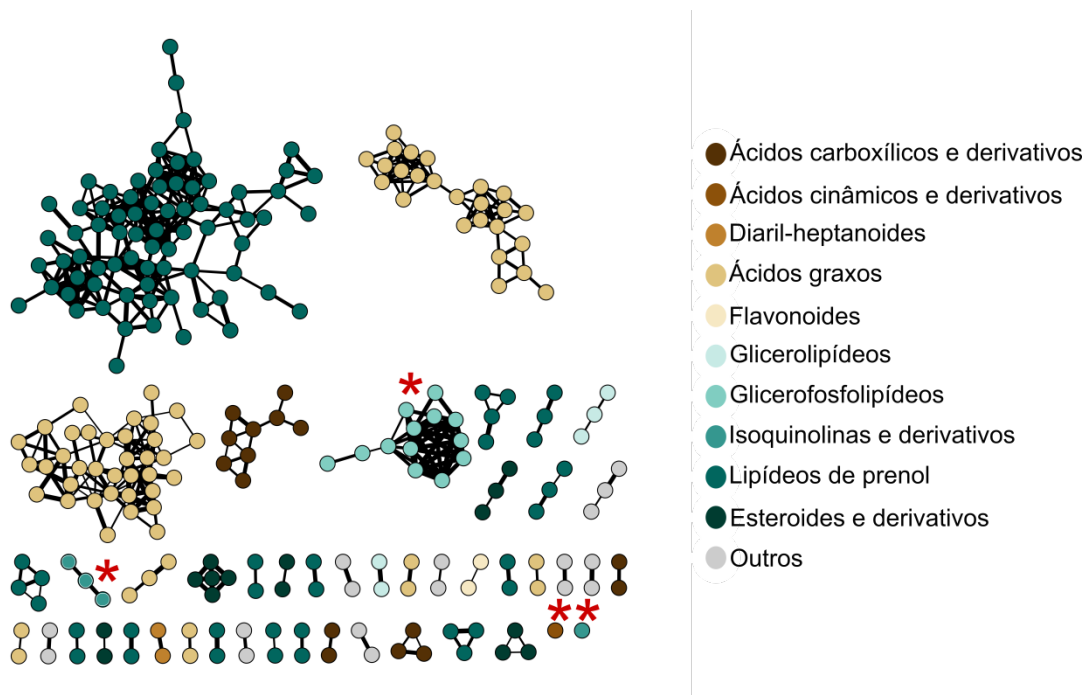 Ácidos carboxílicos e derivativos
Ácidos cinâmicos e derivativos
Diaril-heptanoides
Ácidos graxos
Flavonoides
Glicerolipídeos
Glicerofosfolipídeos
Isoquinolinas e derivativos
Lipídeos de prenol
Esteroides e derivativos
Outros
*
*
* *